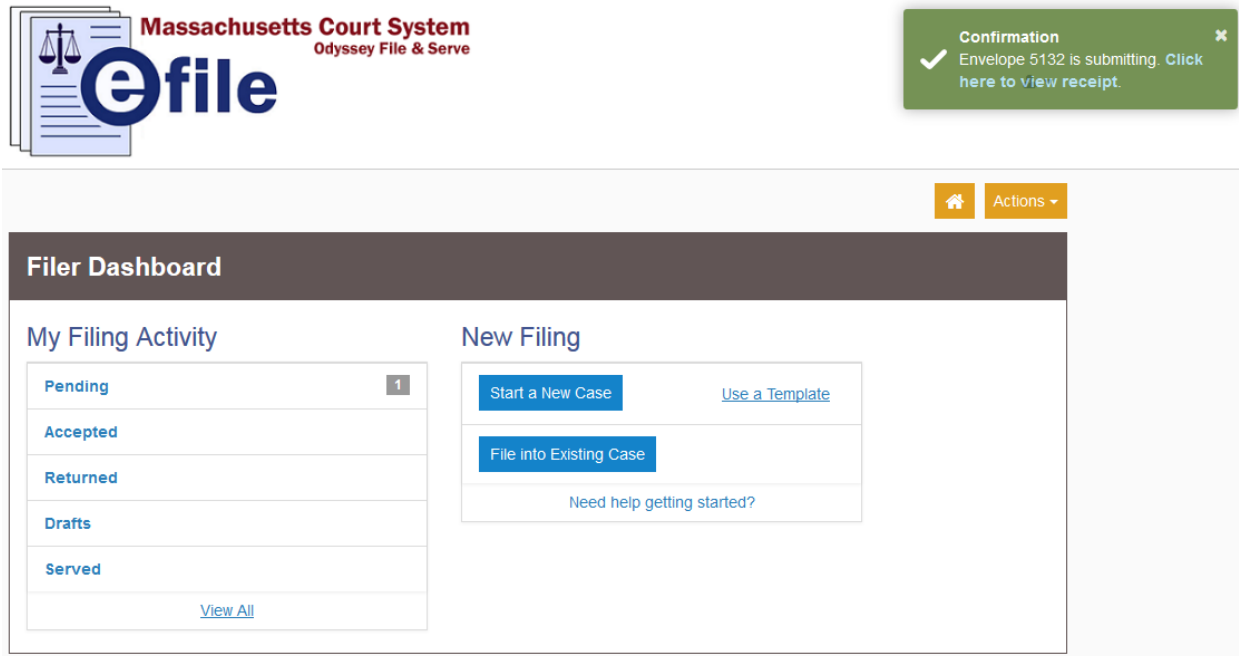 Massachusetts Court System
Odyssey File & Serve
efile
Confirmation
Envelope 5132 is submitting. Click
here to view receipt.
Actions
Filer Dashboard
My Filing Activity
Pending 1
Accepted
Returned
Drafts
Served
View All
New Filing
Start a New Case Use a Template
File into Existing Case
Need help getting started?